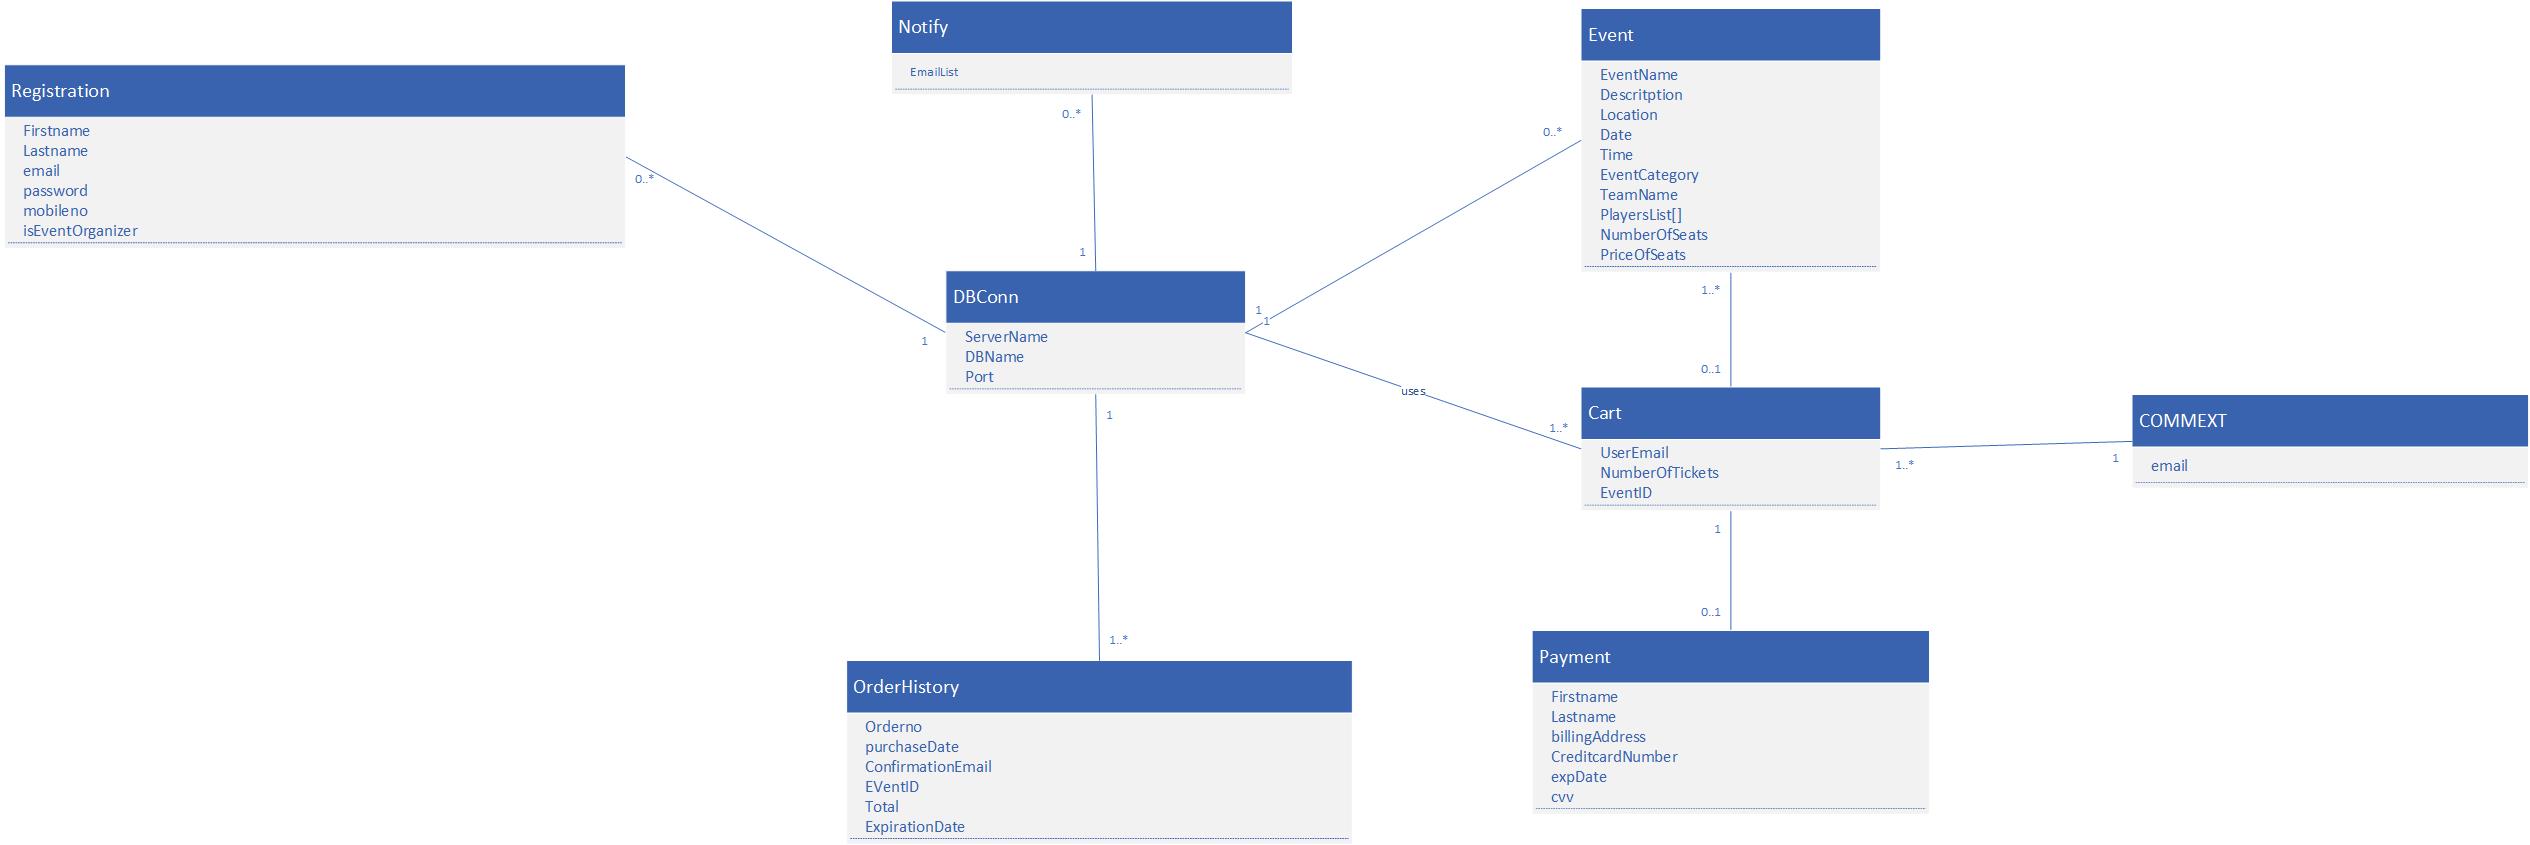 Notify
EmailList
0..*
1
Event
EventName
Descritption
Location
Date
Time
EventCategory
TeamName
PlayersList[]
NumberOfSeats
PriceOfSeats
0..*
1
1..*
0..1
Registration
Firstname
Lastname
email
password
mobileno
isEventOrganizer
0..*
1
DBConn
ServerName
DBName
Port
1
uses
1..*
1
1..*
Cart
UserEmail
NumberOfTickets
EventID
1..*
1
1
0..1
COMMEXT
email
OrderHistory
Orderno
purchaseDate
ConfirmationEmail
EVentID
Total
ExpirationDate
Payment
Firstname
Lastname
billingAddress
CreditcardNumber
expDate
cvv